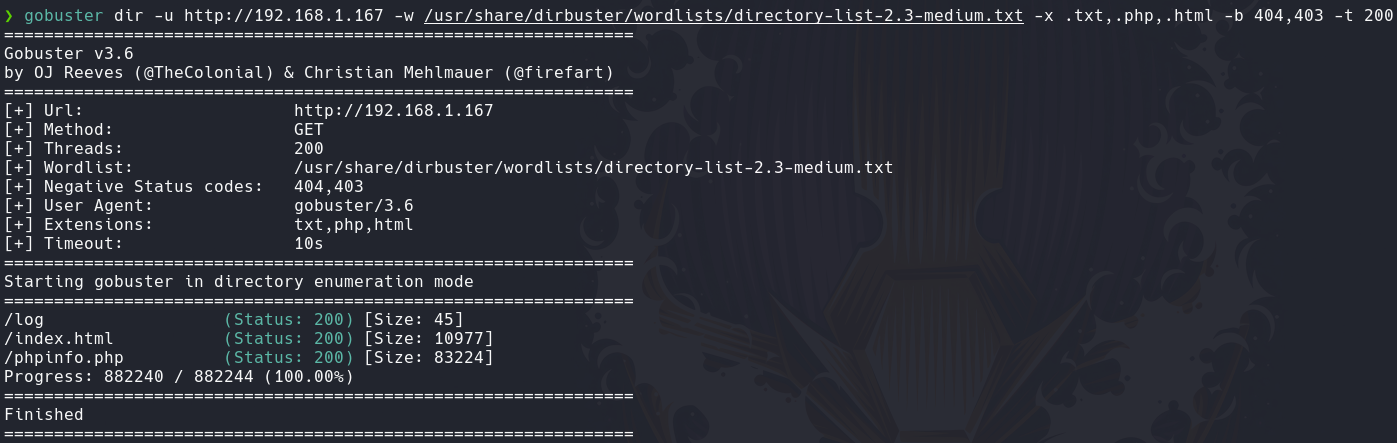 ❯ gobuster dir -u http://192.168.1.167 -w /usr/share/dirbuster/wordlists/directory-list-2.3-medium.txt -x .txt,.php,.html -b 404,403 -t 200
===============================================================
Gobuster v3.6
by OJ Reeves (@TheColonial) & Christian Mehlmauer (@firefart)
===============================================================
[+] Url:                     http://192.168.1.167
[+] Method:                  GET
[+] Threads:                 200
[+] Wordlist:                /usr/share/dirbuster/wordlists/directory-list-2.3-medium.txt
[+] Negative Status codes:   404,403
[+] User Agent:              gobuster/3.6
[+] Extensions:              txt,php,html
[+] Timeout:                 10s
===============================================================
Starting gobuster in directory enumeration mode
===============================================================
/log                  (Status: 200) [Size: 45]
/index.html           (Status: 200) [Size: 10977]
/phpinfo.php          (Status: 200) [Size: 83224]
Progress: 882240 / 882244 (100.00%)
===============================================================
Finished
===============================================================